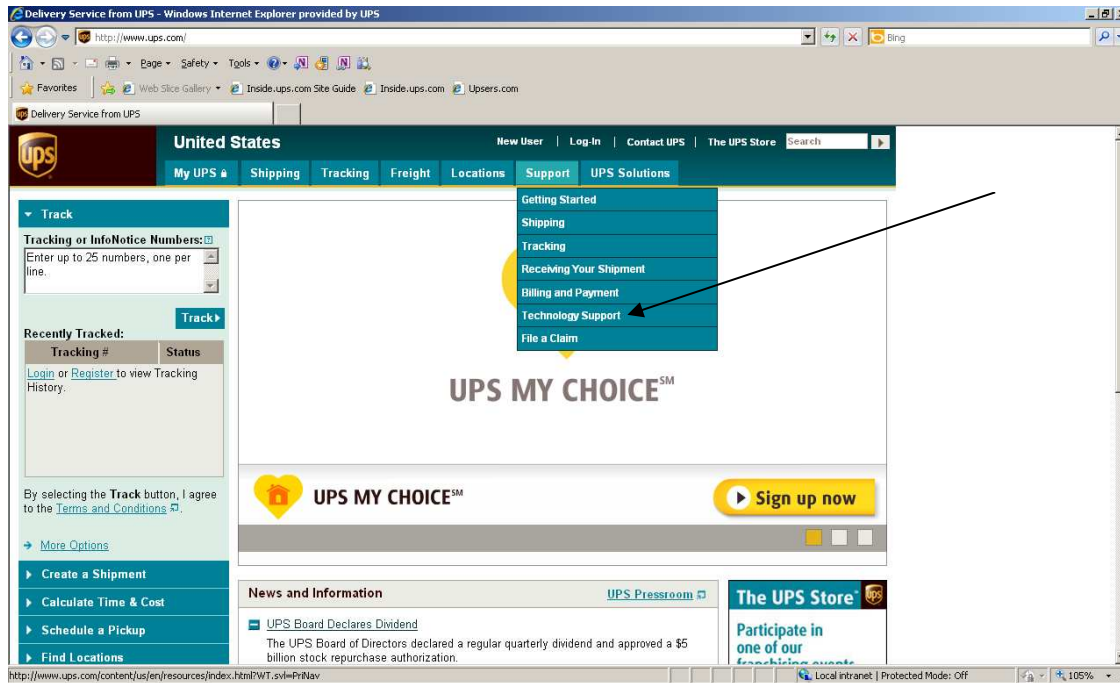 Delivery Service from UPS - Windows Internet Explorer provided by UPS
http://www.ups.com/
Bing
Page Safety Tools
Favorites Web Slice Gallery Inside.ups.com Site Guide Inside.ups.com Upsers.com
Delivery Service from UPS
ups
United States
New User | Log-In | Contact UPS | The UPS Store Search
My UPS Shipping Tracking Freight Locations Support UPS Solutions
Getting Started
Shipping
Tracking
Receiving Your Shipment
Billing and Payment
Technology Support
File a Claim
Track
Tracking or InfoNotice Numbers:
Enter up to 25 numbers, one per
line.
Track
Recently Tracked:
Tracking # Status
Login or Register to view Tracking
History.
By selecting the Track button, I agree
to the Terms and Conditions.
More Options
Create a Shipment
Calculate Time & Cost
Schedule a Pickup
Find Locations
UPS MY CHOICE℠
UPS MY CHOICE℠
Sign up now
News and Information
UPS Pressroom
UPS Board Declares Dividend
The UPS Board of Directors declared a regular quarterly dividend and approved a $5
billion stock repurchase authorization.
The UPS Store
ups
Participate in
one of our
franchising events
http://www.ups.com/content/us/en/resources/index.html?WT.svl=PriNav
Local intranet | Protected Mode: Off
105%